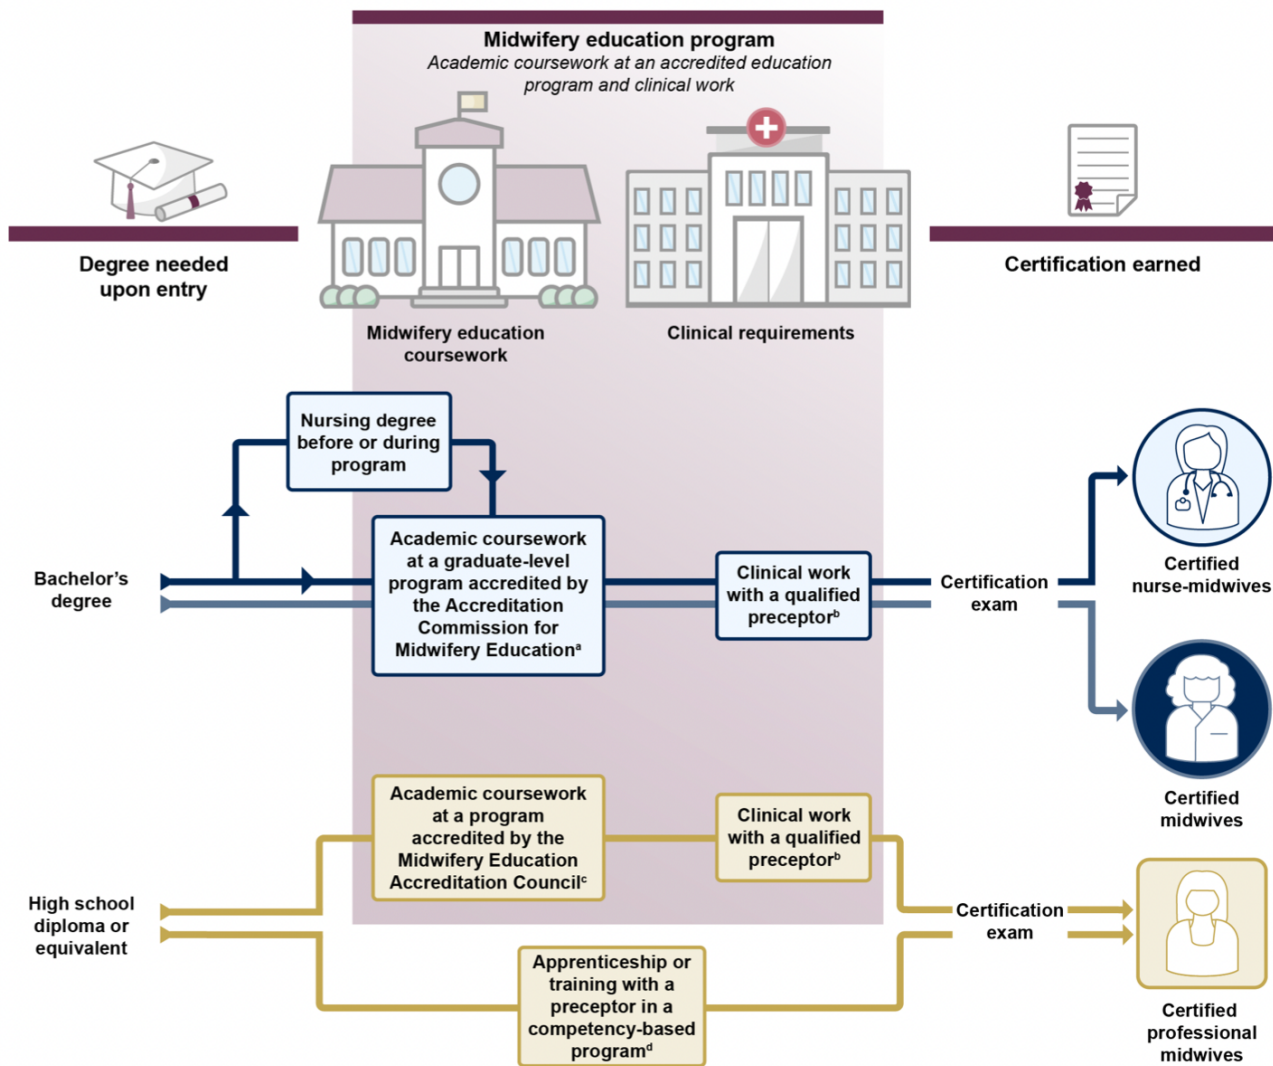 Midwifery education program
Academic coursework at an accredited education
program and clinical work
Degree needed
upon entry
Midwifery education
coursework
Clinical requirements
Certification earned
Nursing degree
before or during
program
Bachelor's
degree
Academic coursework
at a graduate-level
program accredited by
the Accreditation
Commission for
Midwifery Educationᵃ
Clinical work
with a qualified
preceptorᵇ
Certification
exam
Certified
nurse-midwives
Certified
midwives
High school
diploma or
equivalent
Academic coursework
at a program
accredited by the
Midwifery Education
Accreditation Councilᶜ
Clinical work
with a qualified
preceptorᵇ
Apprenticeship or
training with a
preceptor in a
competency-based
programᵈ
Certification
exam
Certified
professional
midwives